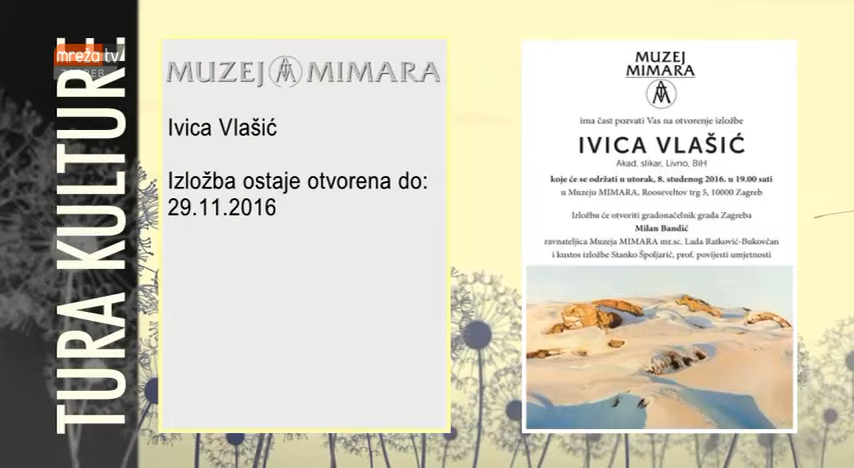 TURA KULTURE
mreža tv
ZAGREB
MUZEJ MIMARA
Ivica Vlašić
Izložba ostaje otvorena do:
29.11.2016
MUZEJ
MIMARA
ima čast pozvati Vas na otvorenje izložbe
IVICA VLAŠIĆ
Akad. slikar, Livno, BiH
koje će se održati u utorak, 8. studenog 2016. u 19.00 sati
u Muzeju MIMARA, Rooseveltov trg 5, 10000 Zagreb
Izložbu će otvoriti gradonačelnik grada Zagreba
Milan Bandić
ravnateljica Muzeja MIMARA mr.sc. Lada Ratković-Bukovčan
i kustos izložbe Stanko Špoljarić, prof. povijesti umjetnosti